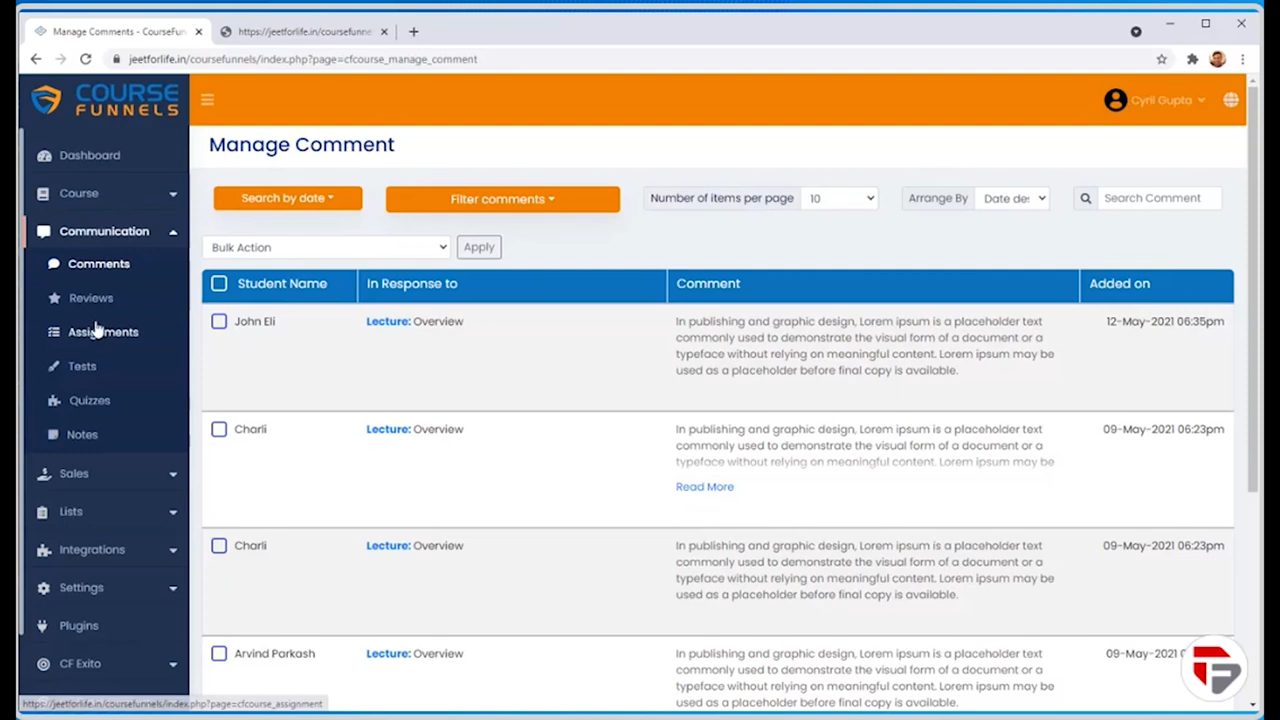 Manage Comments - CourseFun
https://jeetforlife.in/coursefunne
jeetforlife.in/coursefunnels/index.php?page=cfcourse_manage_comment
COURSE
FUNNELS
Cyril Gupta
Dashboard
Course
Communication
Comments
Reviews
Assignments
Tests
Quizzes
Notes
Sales
Lists
Integrations
Settings
Plugins
CF Exito
Manage Comment
Search by date
Filter comments
Number of items per page 10
Arrange By Date des
Search Comment
Bulk Action
Apply
Student Name In Response to Comment Added on
John Eli Lecture: Overview In publishing and graphic design, Lorem ipsum is a placeholder text 12-May-2021 06:35pm
commonly used to demonstrate the visual form of a document or a
typeface without relying on meaningful content. Lorem ipsum may be
used as a placeholder before final copy is available.
Charli Lecture: Overview In publishing and graphic design, Lorem ipsum is a placeholder text 09-May-2021 06:23pm
commonly used to demonstrate the visual form of a document or a
typeface without relying on meaningful content. Lorem ipsum may be
Read More
Charli Lecture: Overview In publishing and graphic design, Lorem ipsum is a placeholder text 09-May-2021 06:23pm
commonly used to demonstrate the visual form of a document or a
typeface without relying on meaningful content. Lorem ipsum may be
used as a placeholder before final copy is available.
Arvind Parkash Lecture: Overview In publishing and graphic design, Lorem ipsum is a placeholder text 09-May-2021
commonly used to demonstrate the visual form of a document or a
typeface without relying on meaningful content. Lorem ipsum may be
used as a placeholder before final copy is available.
https://jeetforlife.in/coursefunnels/index.php?page=cfcourse_assignment